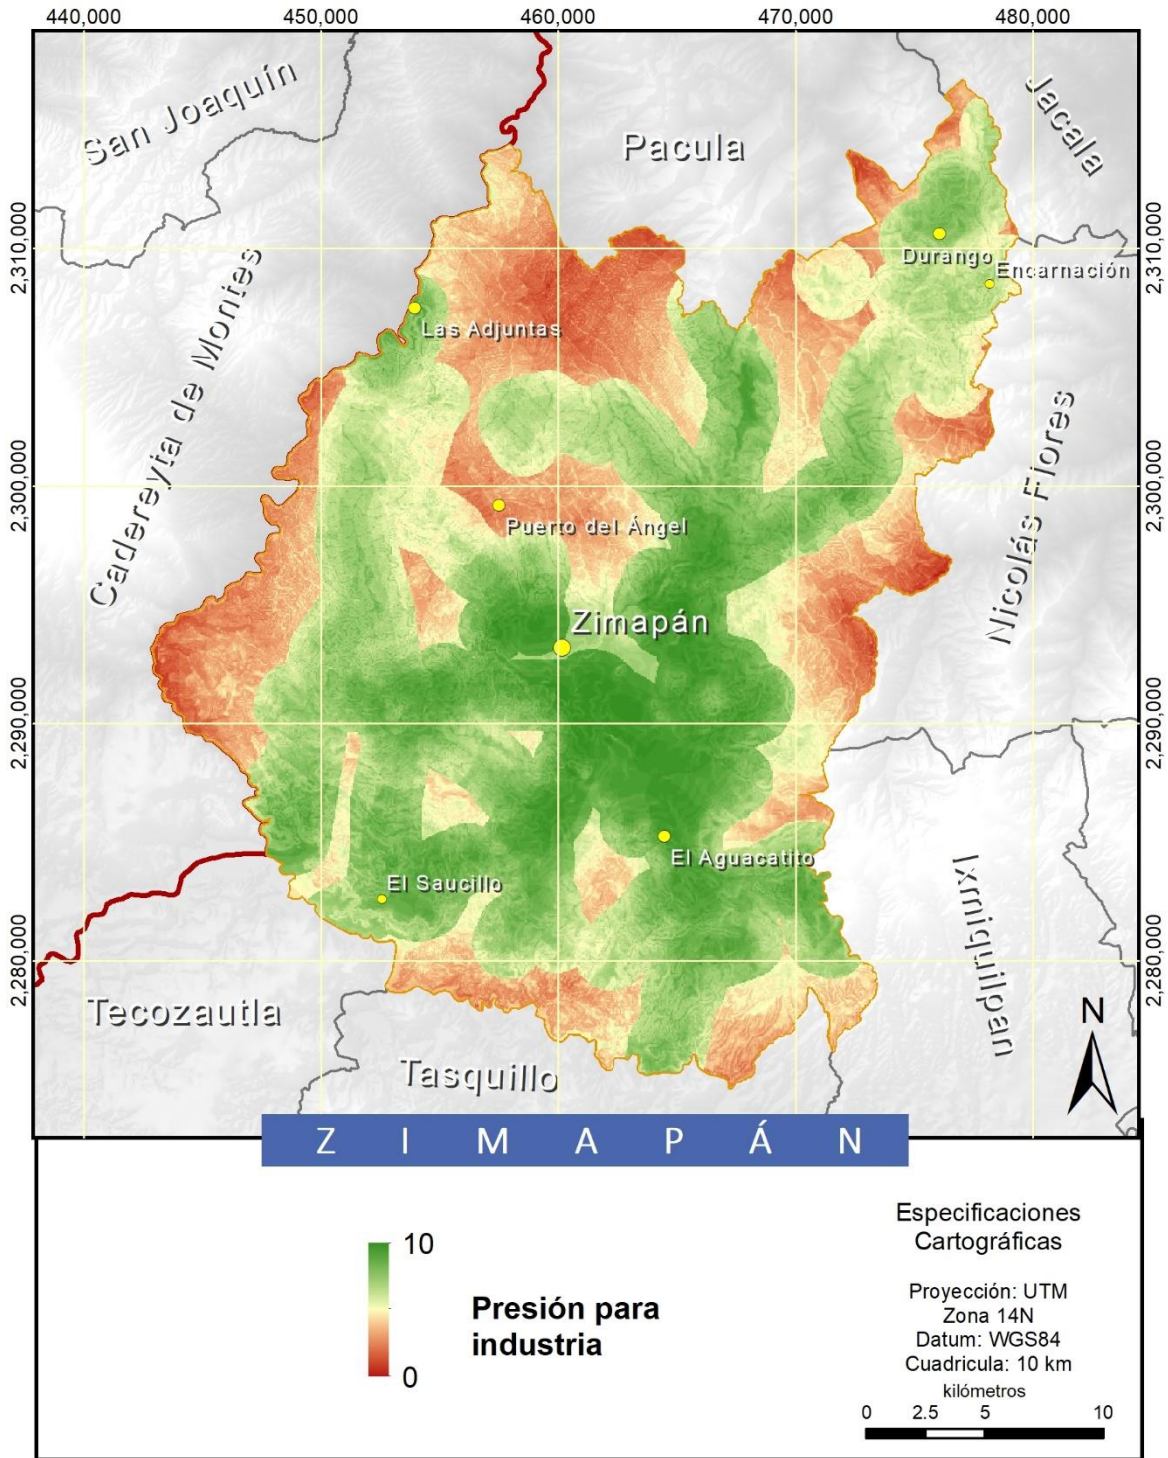 440,000 450,000 460,000 470,000 480,000
San Joaquín
Pacula
Jacala
2,310,000
2,310,000
Durango
Encarnación
Las Adjuntas
Cadereyta de Montes
Nicolás Flores
2,300,000
2,300,000
Puerto del Ángel
Zimapán
2,290,000
2,290,000
El Aguacatito
El Saucillo
Ixmiquilpan
2,280,000
2,280,000
Tecozautla
N
Tasquillo
Z I M A P Á N
Especificaciones
Cartográficas
10
Presión para
industria
0
Proyección: UTM
Zona 14N
Datum: WGS84
Cuadricula: 10 km
kilómetros
0 2.5 5 10